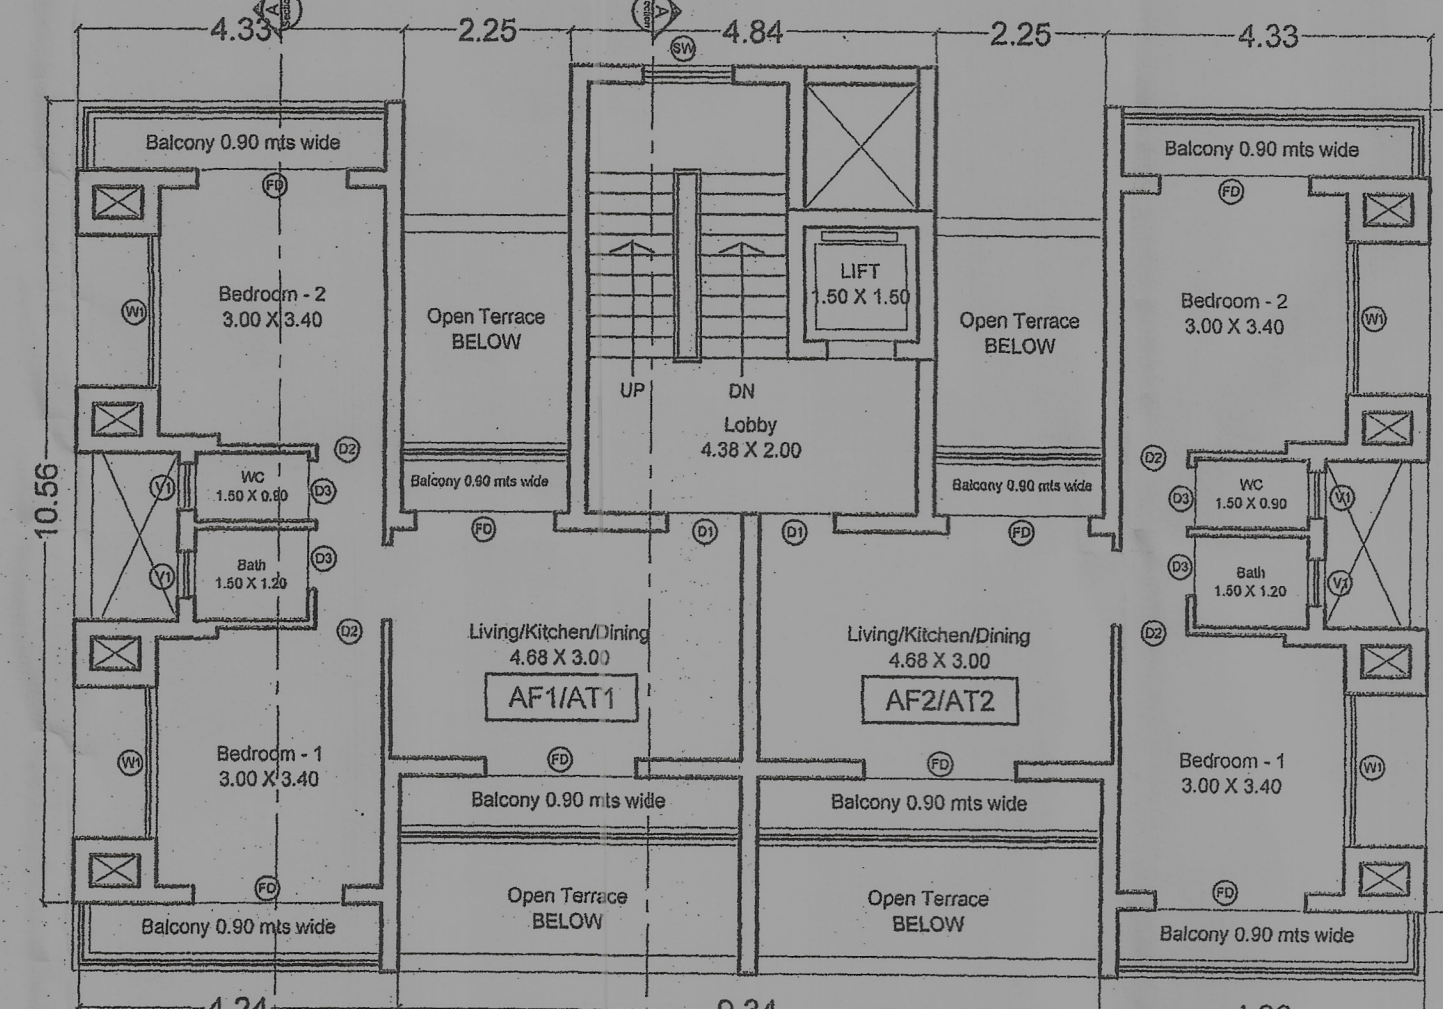 A
A
4.33
2.25
4.84
2.25
4.33
SW
Balcony 0.90 mts wide
Balcony 0.90 mts wide
FD
FD
LIFT
1.50 X 1.50
Bedroom - 2
3.00 X 3.40
W1
Open Terrace
BELOW
Open Terrace
BELOW
Bedroom - 2
3.00 X 3.40
W1
UP
DN
Lobby
4.38 X 2.00
10.56
D2
D2
WC
1.50 X 0.90
V1
D3
Balcony 0.90 mts wide
Balcony 0.90 mts wide
D3
WC
1.50 X 0.90
V1
FD
D1
D1
FD
Bath
1.50 X 1.20
V1
D3
D3
Bath
1.50 X 1.20
V1
D2
D2
Living/Kitchen/Dining
4.68 X 3.00
AF1/AT1
Living/Kitchen/Dining
4.68 X 3.00
AF2/AT2
Bedroom - 1
3.00 X 3.40
W1
FD
FD
Bedroom - 1
3.00 X 3.40
W1
Balcony 0.90 mts wide
Balcony 0.90 mts wide
FD
FD
Open Terrace
BELOW
Open Terrace
BELOW
Balcony 0.90 mts wide
Balcony 0.90 mts wide
4.24
9.34